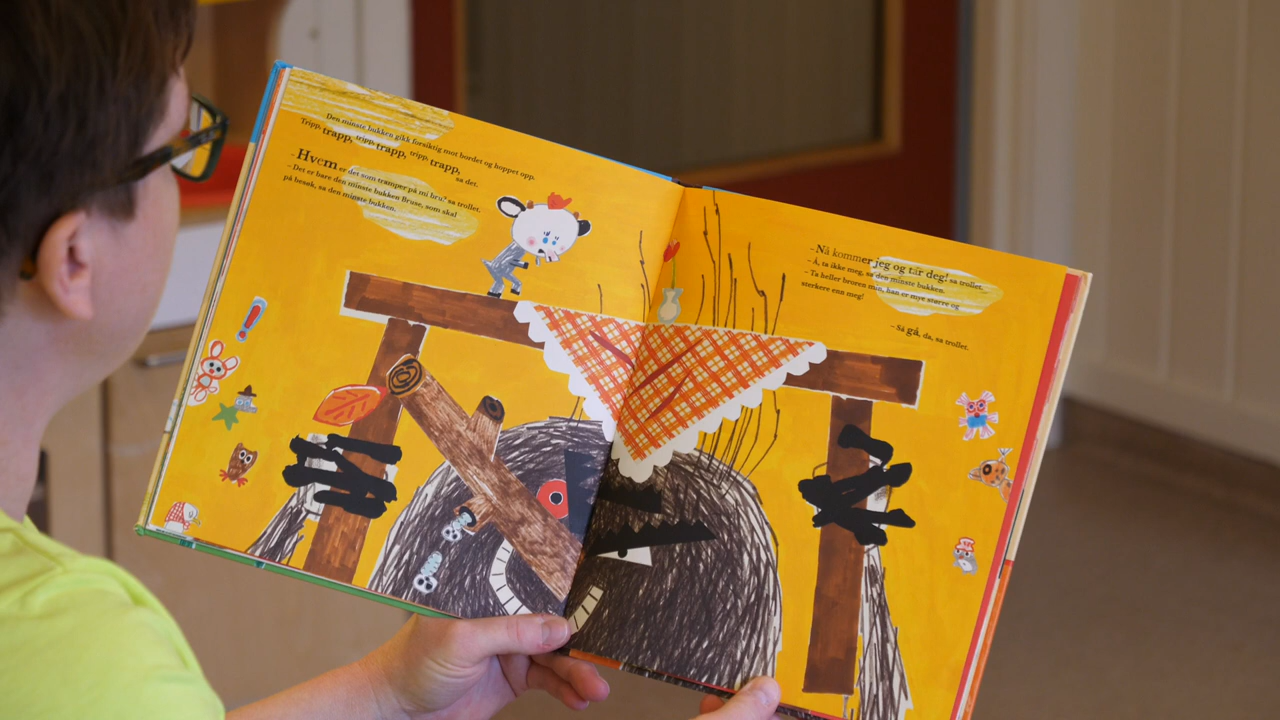 Den minste bukken gikk forsiktig mot bordet og hoppet opp.
Tripp, trapp, tripp, trapp, tripp, trapp,
sa det.
- Hvem er det som tramper på mi bru? sa trollet.
- Det er bare den minste bukken Bruse, som skal
på besøk, sa den minste bukken.
- Nå kommer jeg og tar deg! sa trollet.
- Å, ta ikke meg, sa den minste bukken.
- Ta heller broren min, han er mye større og
sterkere enn meg!
- Så gå, da, sa trollet.